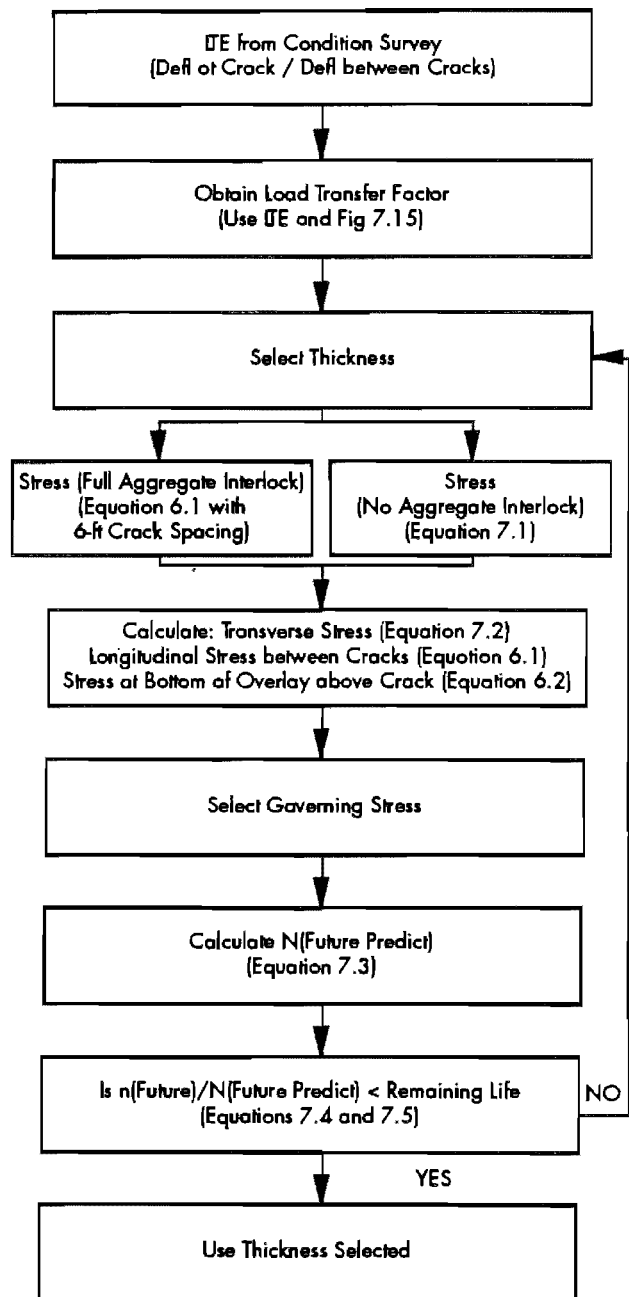 LTE from Condition Survey
(Defl at Crack / Defl between Cracks)
Obtain Load Transfer Factor
(Use LTE and Fig 7.15)
Select Thickness
Stress (Full Aggregate Interlock)
(Equation 6.1 with
6-ft Crack Spacing)
Stress
(No Aggregate Interlock)
(Equation 7.1)
Calculate: Transverse Stress (Equation 7.2)
Longitudinal Stress between Cracks (Equation 6.1)
Stress at Bottom of Overlay above Crack (Equation 6.2)
Select Governing Stress
Calculate N(Future Predict)
(Equation 7.3)
Is n(Future)/N(Future Predict) < Remaining Life
(Equations 7.4 and 7.5)
NO
YES
Use Thickness Selected